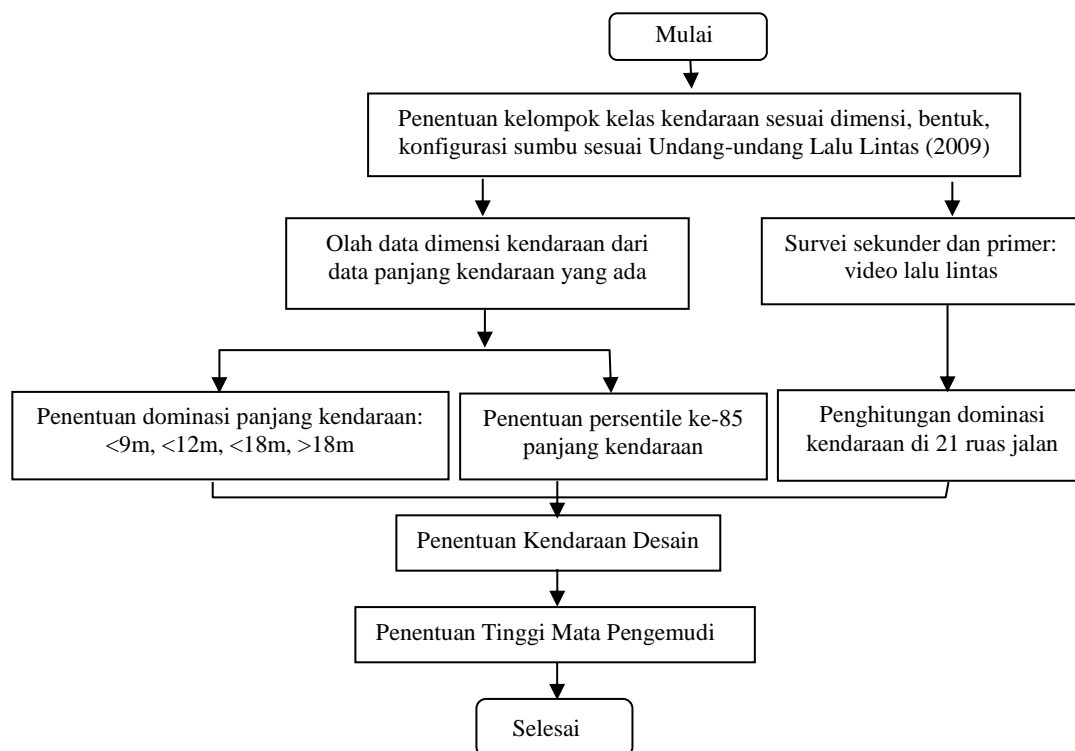 Mulai
Penentuan kelompok kelas kendaraan sesuai dimensi, bentuk,
konfigurasi sumbu sesuai Undang-undang Lalu Lintas (2009)
Olah data dimensi kendaraan dari
data panjang kendaraan yang ada
Survei sekunder dan primer:
video lalu lintas
Penentuan dominasi panjang kendaraan:
<9m, <12m, <18m, >18m
Penentuan persentile ke-85
panjang kendaraan
Penghitungan dominasi
kendaraan di 21 ruas jalan
Penentuan Kendaraan Desain
Penentuan Tinggi Mata Pengemudi
Selesai